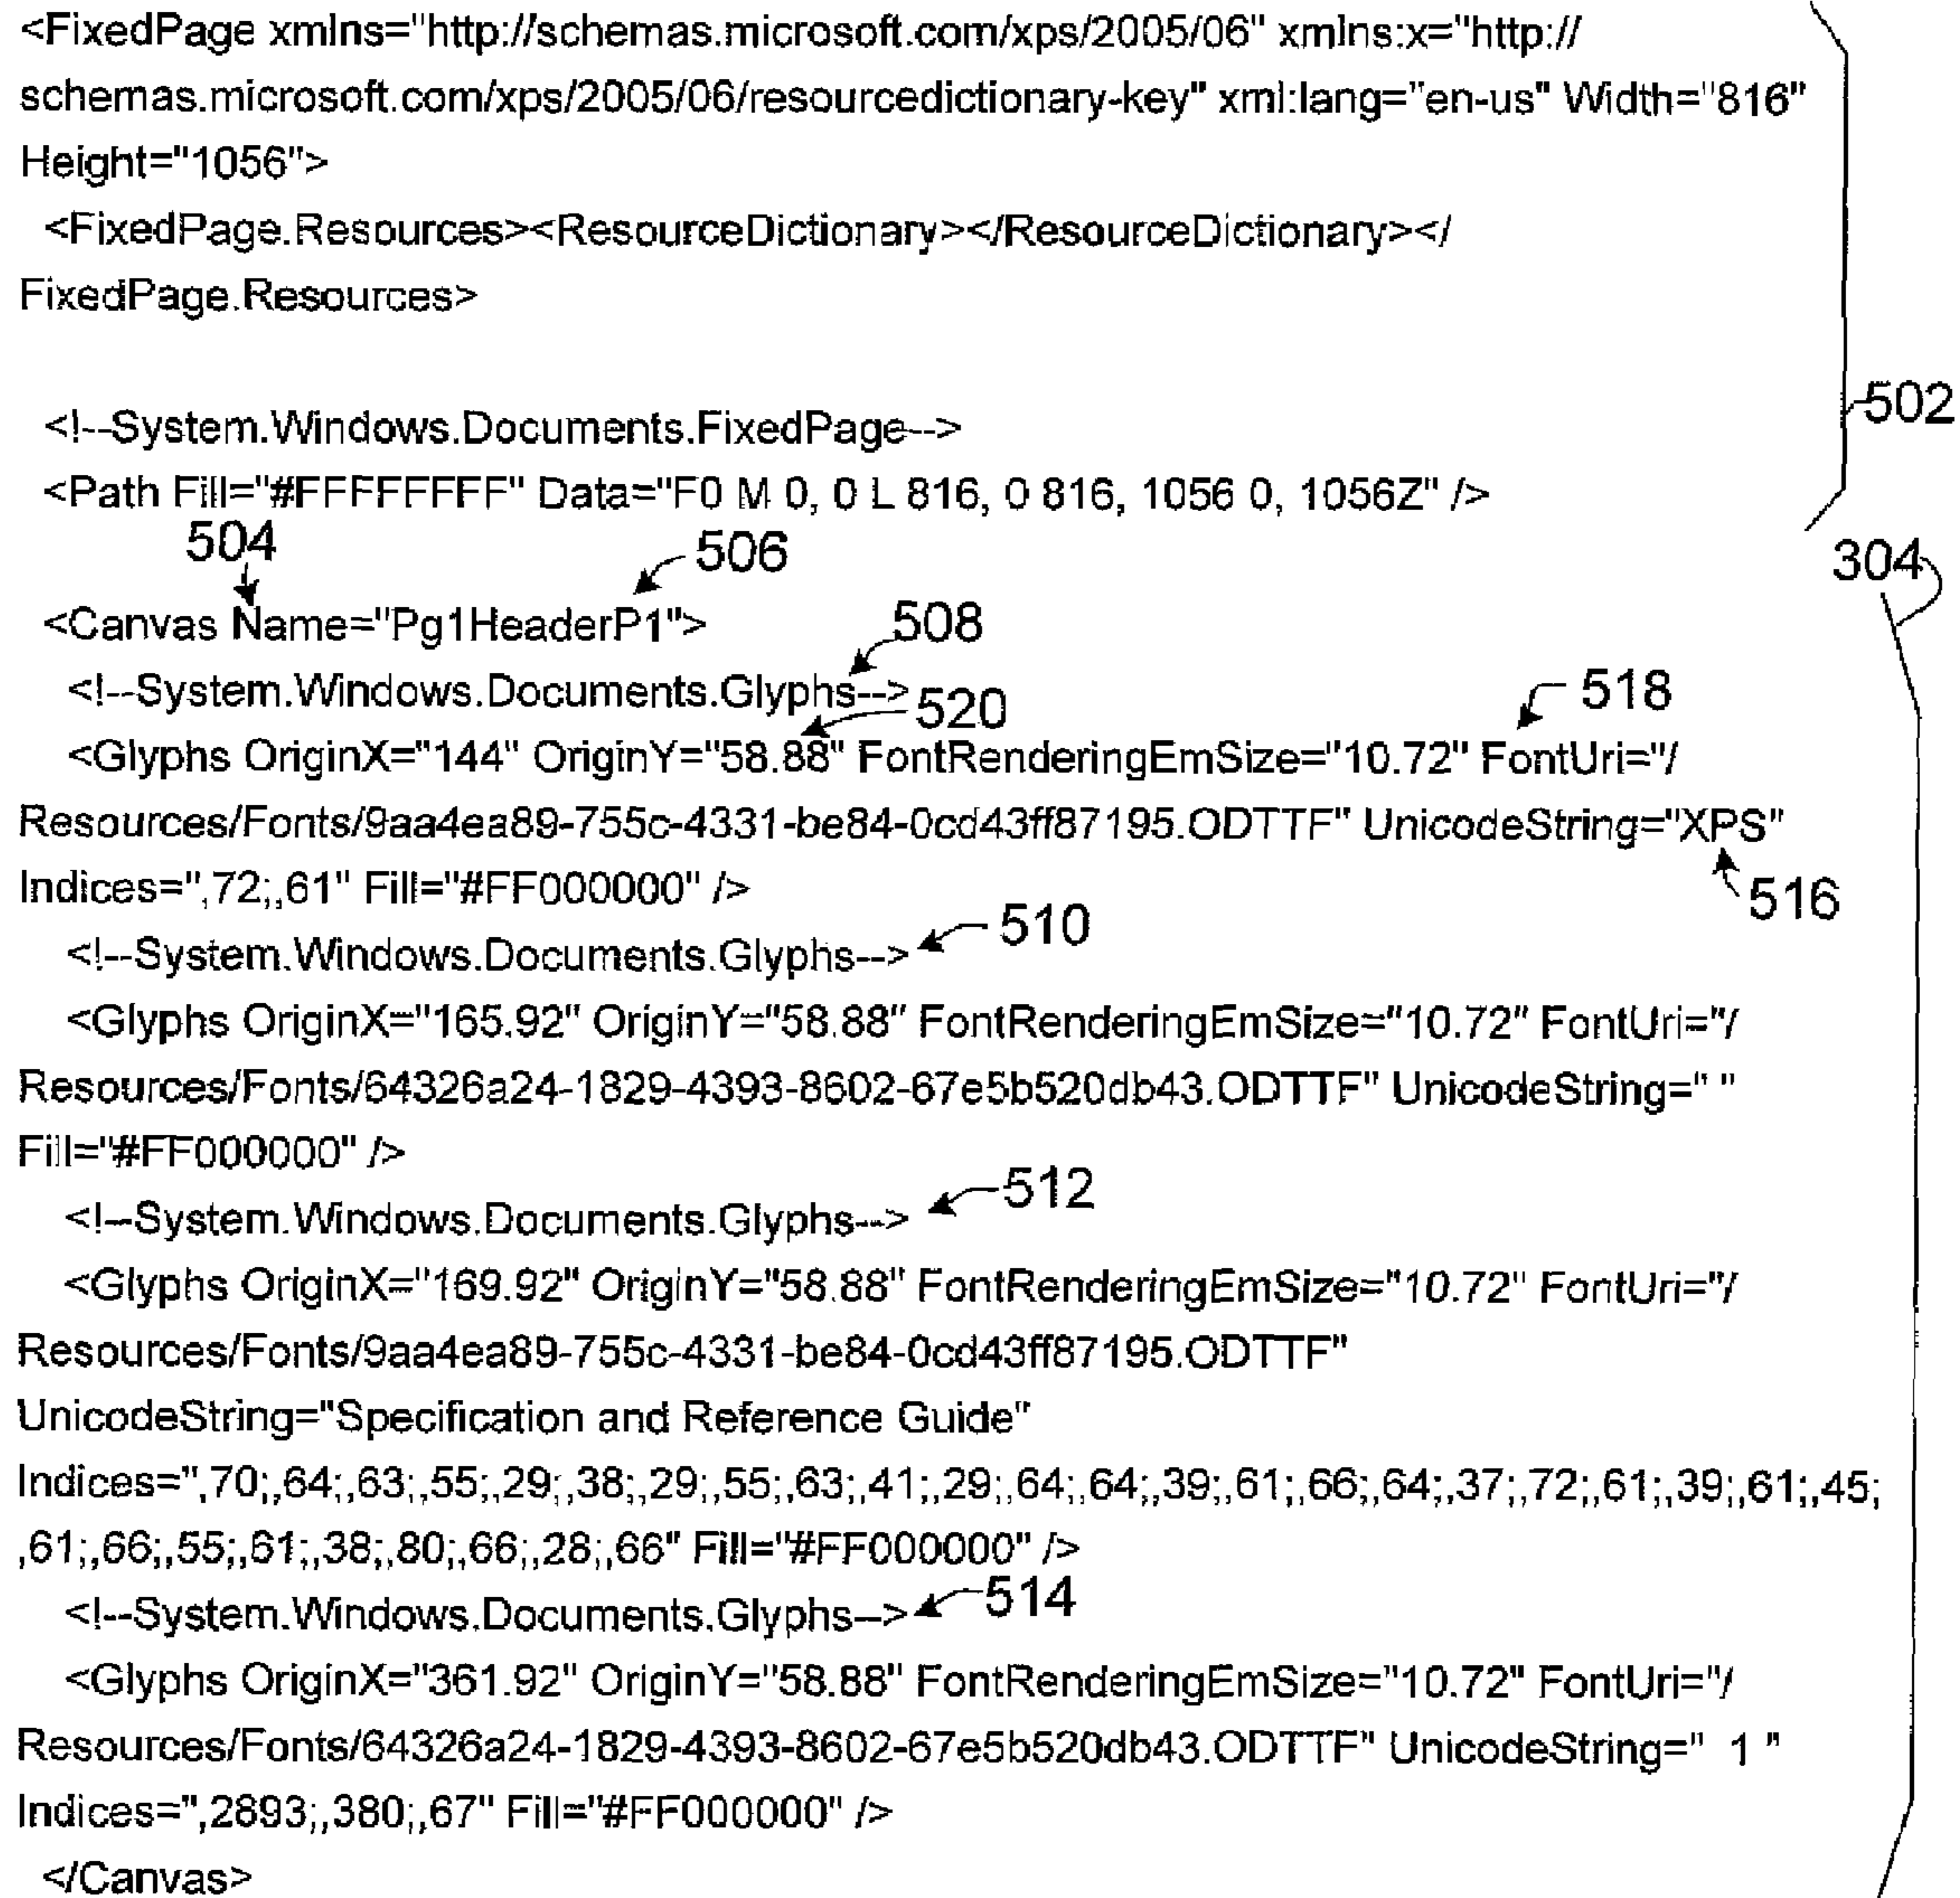 <FixedPage xmlns="http://schemas.microsoft.com/xps/2005/06" xmlns:x="http://
schemas.microsoft.com/xps/2005/06/resourcedictionary-key" xml:lang="en-us" Width="816"
Height="1056">
<FixedPage.Resources><ResourceDictionary></ResourceDictionary></
FixedPage.Resources>
502
<!--System.Windows.Documents.FixedPage-->
<Path Fill="#FFFFFFFF" Data="F0 M 0, 0 L 816, 0 816, 1056 0, 1056Z" />
504
506
304
<Canvas Name="Pg1HeaderP1">
508
<!--System.Windows.Documents.Glyphs-->
520
518
<Glyphs OriginX="144" OriginY="58.88" FontRenderingEmSize="10.72" FontUri="/
Resources/Fonts/9aa4ea89-755c-4331-be84-0cd43ff87195.ODTTF" UnicodeString="XPS"
Indices=",72;,61" Fill="#FF000000" />
516
<!--System.Windows.Documents.Glyphs-->
510
<Glyphs OriginX="165.92" OriginY="58.88" FontRenderingEmSize="10.72" FontUri="/
Resources/Fonts/64326a24-1829-4393-8602-67e5b520db43.ODTTF" UnicodeString=" "
Fill="#FF000000" />
512
<!--System.Windows.Documents.Glyphs-->
<Glyphs OriginX="169.92" OriginY="58.88" FontRenderingEmSize="10.72" FontUri="/
Resources/Fonts/9aa4ea89-755c-4331-be84-0cd43ff87195.ODTTF"
UnicodeString="Specification and Reference Guide"
Indices=",70;,64;,63;,55;,29;,38;,29;,55;,63;,41;,29;,64;,64;,39;,61;,66;,64;,37;,72;,61;,39;,61;,45;
,61;,66;,55;,61;,38;,80;,66;,28;,66" Fill="#FF000000" />
<!--System.Windows.Documents.Glyphs-->
514
<Glyphs OriginX="361.92" OriginY="58.88" FontRenderingEmSize="10.72" FontUri="/
Resources/Fonts/64326a24-1829-4393-8602-67e5b520db43.ODTTF" UnicodeString="  1 "
Indices=",2893;,380;,67" Fill="#FF000000" />
</Canvas>